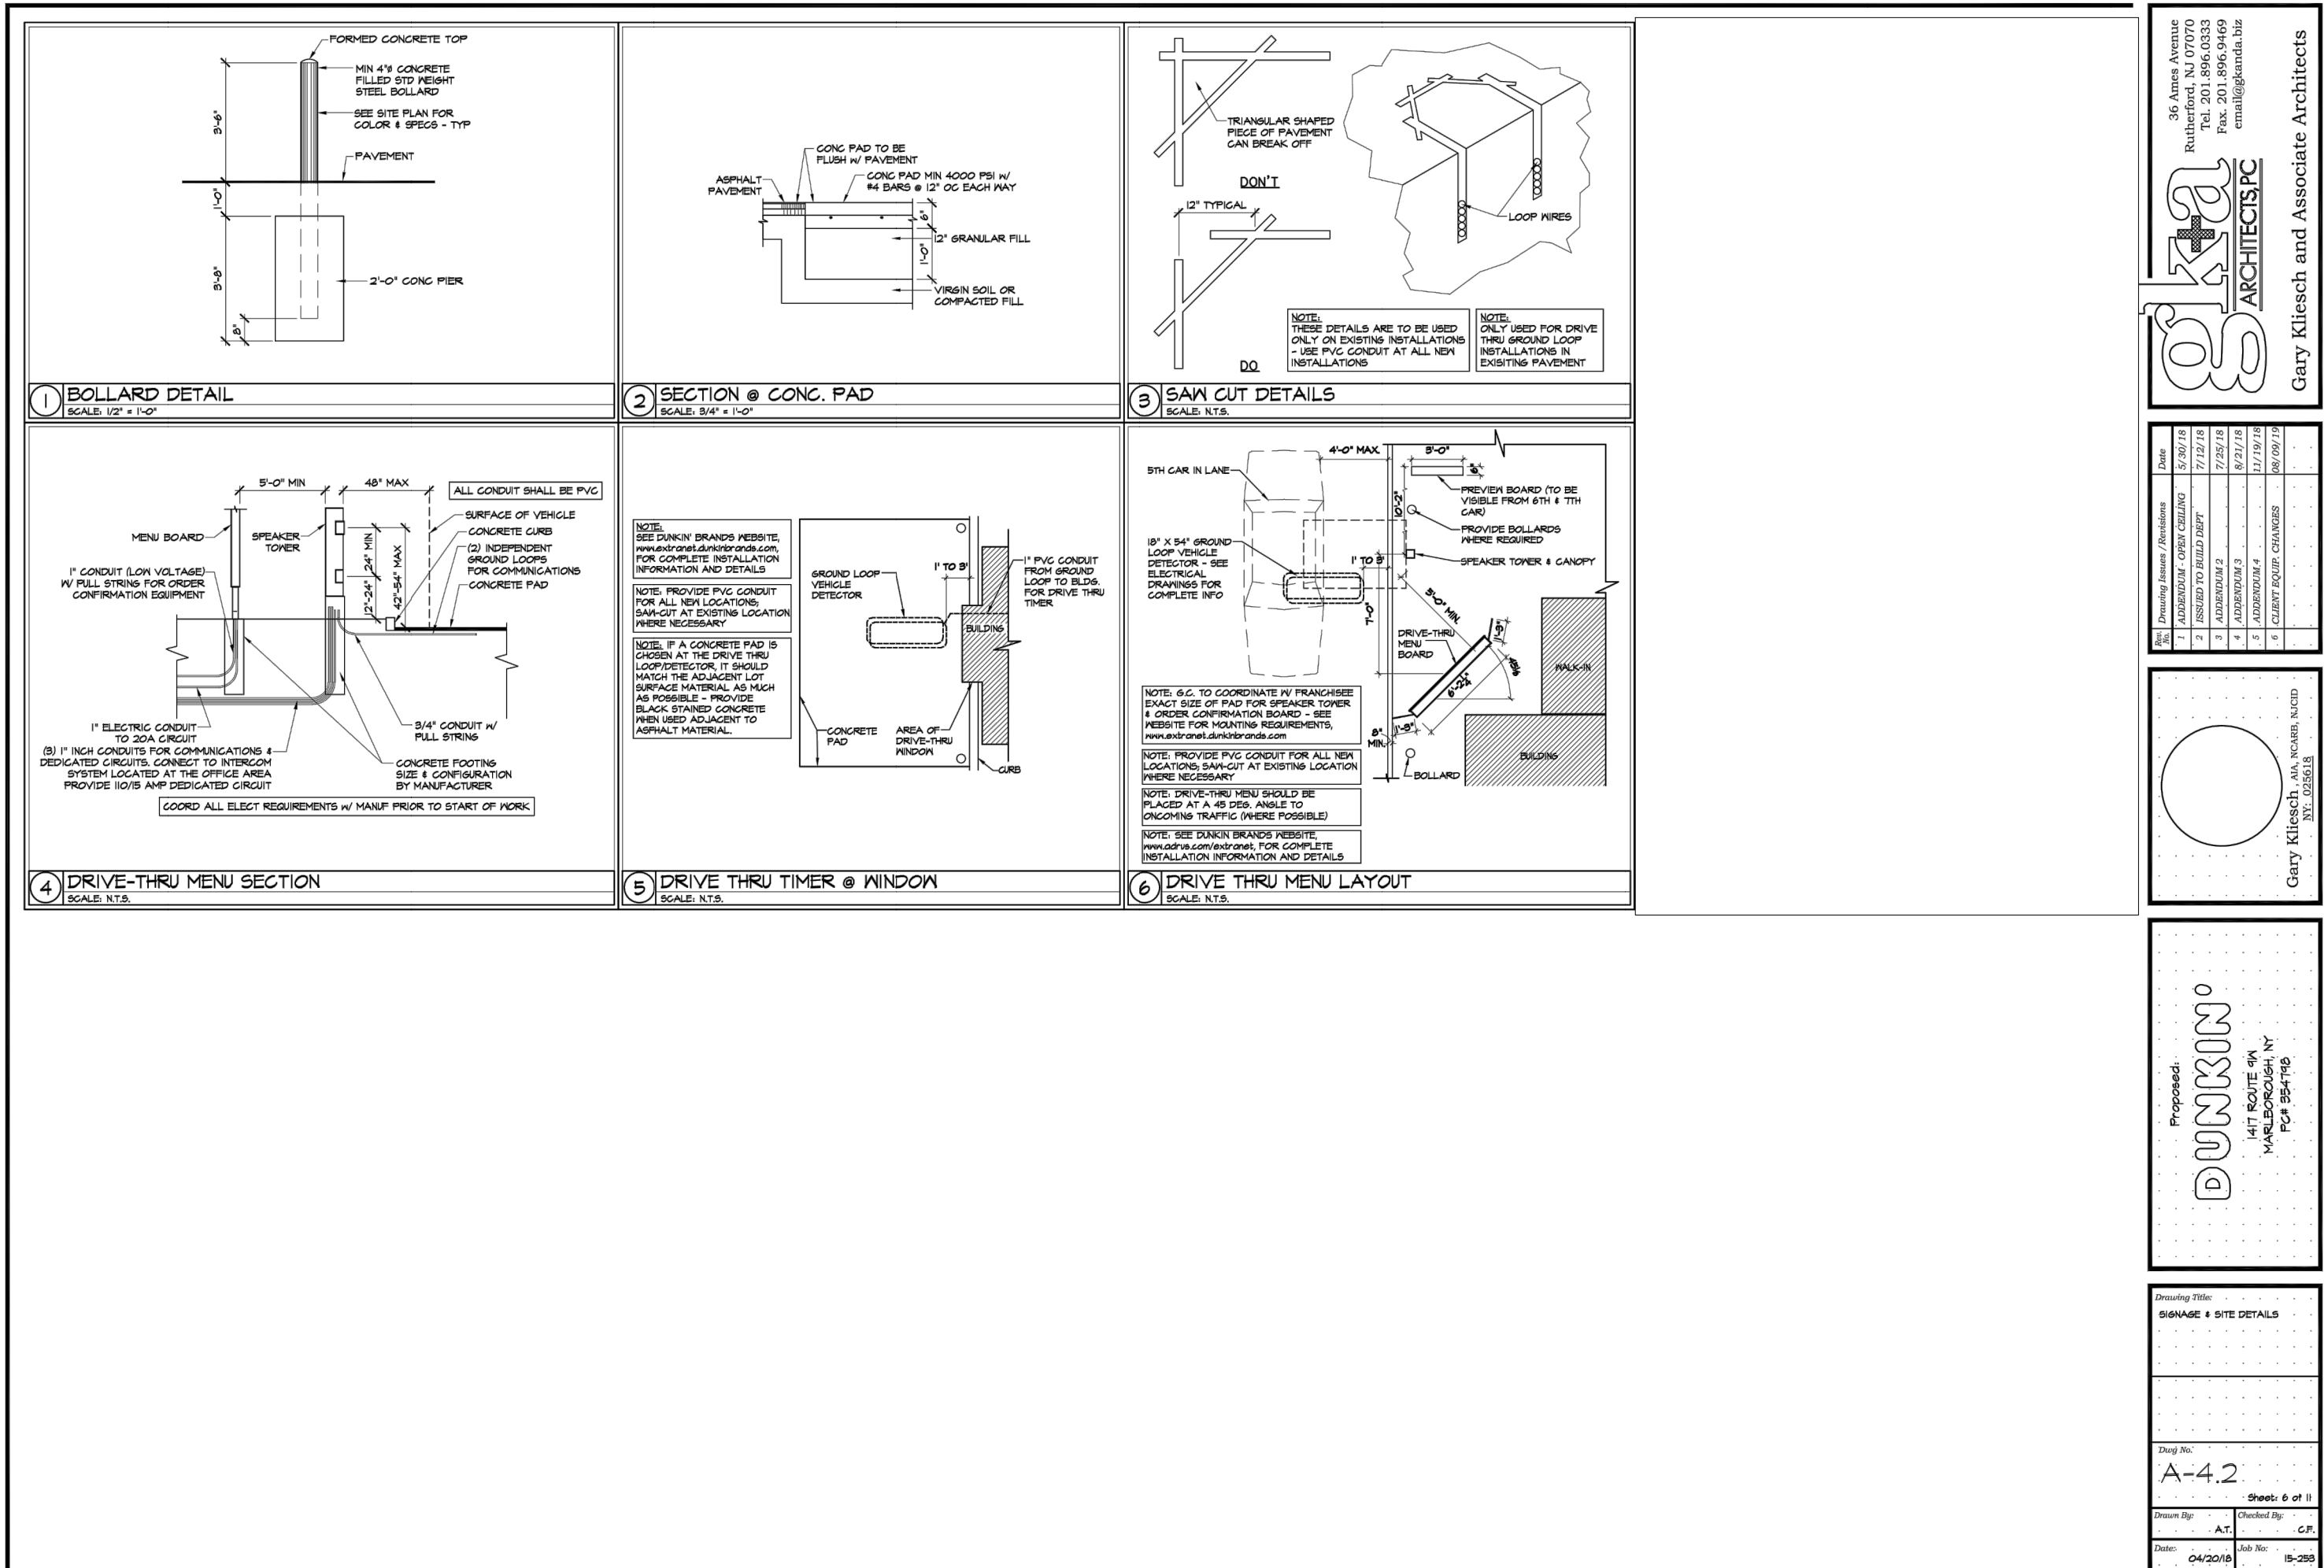 FORMED CONCRETE TOP
MIN 4"Ø CONCRETE
FILLED STD WEIGHT
STEEL BOLLARD
SEE SITE PLAN FOR
COLOR & SPECS - TYP
PAVEMENT
3'-6"
1'-0"
3'-8"
8"
2'-0" CONC PIER
1
BOLLARD DETAIL
SCALE: 1/2" = 1'-0"
CONC PAD TO BE
FLUSH W/ PAVEMENT
ASPHALT
PAVEMENT
CONC PAD MIN 4000 PSI W/
#4 BARS @ 12" OC EACH WAY
6"
12" GRANULAR FILL
1'-0"
VIRGIN SOIL OR
COMPACTED FILL
2
SECTION @ CONC. PAD
SCALE: 3/4" = 1'-0"
TRIANGULAR SHAPED
PIECE OF PAVEMENT
CAN BREAK OFF
DON'T
12" TYPICAL
LOOP WIRES
DO
NOTE:
THESE DETAILS ARE TO BE USED
ONLY ON EXISTING INSTALLATIONS
- USE PVC CONDUIT AT ALL NEW
INSTALLATIONS
NOTE:
ONLY USED FOR DRIVE
THRU GROUND LOOP
INSTALLATIONS IN
EXISITING PAVEMENT
3
SAW CUT DETAILS
SCALE: N.T.S.
5'-0" MIN
48" MAX
ALL CONDUIT SHALL BE PVC
SURFACE OF VEHICLE
CONCRETE CURB
(2) INDEPENDENT
GROUND LOOPS
FOR COMMUNICATIONS
CONCRETE PAD
MENU BOARD
SPEAKER
TOWER
24" MIN
12"-24"
42"-54" MAX
1" CONDUIT (LOW VOLTAGE)
W/ PULL STRING FOR ORDER
CONFIRMATION EQUIPMENT
1" ELECTRIC CONDUIT
TO 20A CIRCUIT
(3) 1" INCH CONDUITS FOR COMMUNICATIONS &
DEDICATED CIRCUITS. CONNECT TO INTERCOM
SYSTEM LOCATED AT THE OFFICE AREA
PROVIDE 110/15 AMP DEDICATED CIRCUIT
3/4" CONDUIT W/
PULL STRING
CONCRETE FOOTING
SIZE & CONFIGURATION
BY MANUFACTURER
COORD ALL ELECT REQUIREMENTS W/ MANUF PRIOR TO START OF WORK
4
DRIVE-THRU MENU SECTION
SCALE: N.T.S.
NOTE:
SEE DUNKIN' BRANDS WEBSITE,
www.extranet.dunkinbrands.com,
FOR COMPLETE INSTALLATION
INFORMATION AND DETAILS
NOTE: PROVIDE PVC CONDUIT
FOR ALL NEW LOCATIONS;
SAW-CUT AT EXISTING LOCATION
WHERE NECESSARY
NOTE: IF A CONCRETE PAD IS
CHOSEN AT THE DRIVE THRU
LOOP/DETECTOR, IT SHOULD
MATCH THE ADJACENT LOT
SURFACE MATERIAL AS MUCH
AS POSSIBLE - PROVIDE
BLACK STAINED CONCRETE
WHEN USED ADJACENT TO
ASPHALT MATERIAL.
GROUND LOOP
VEHICLE
DETECTOR
1' TO 3'
1" PVC CONDUIT
FROM GROUND
LOOP TO BLDG.
FOR DRIVE THRU
TIMER
BUILDING
CONCRETE
PAD
AREA OF
DRIVE-THRU
WINDOW
CURB
5
DRIVE THRU TIMER @ WINDOW
SCALE: N.T.S.
4'-0" MAX.
3'-0"
6"
5TH CAR IN LANE
PREVIEW BOARD (TO BE
VISIBLE FROM 6TH & 7TH
CAR)
10'-2"
PROVIDE BOLLARDS
WHERE REQUIRED
18" X 54" GROUND
LOOP VEHICLE
DETECTOR - SEE
ELECTRICAL
DRAWINGS FOR
COMPLETE INFO
1' TO 3'
SPEAKER TOWER & CANOPY
7'-0"
5'-0" MIN.
DRIVE-THRU
MENU
BOARD
1'-3"
WALK-IN
1'-3"
8"
MIN.
BUILDING
BOLLARD
NOTE: G.C. TO COORDINATE W/ FRANCHISEE
EXACT SIZE OF PAD FOR SPEAKER TOWER
& ORDER CONFIRMATION BOARD - SEE
WEBSITE FOR MOUNTING REQUIREMENTS,
www.extranet.dunkinbrands.com
NOTE: PROVIDE PVC CONDUIT FOR ALL NEW
LOCATIONS; SAW-CUT AT EXISTING LOCATION
WHERE NECESSARY
NOTE: DRIVE-THRU MENU SHOULD BE
PLACED AT A 45 DEG. ANGLE TO
ONCOMING TRAFFIC (WHERE POSSIBLE)
NOTE: SEE DUNKIN BRANDS WEBSITE,
www.adrus.com/extranet, FOR COMPLETE
INSTALLATION INFORMATION AND DETAILS
6
DRIVE THRU MENU LAYOUT
SCALE: N.T.S.
36 Ames Avenue
Rutherford, NJ 07070
Tel. 201.896.0333
Fax. 201.896.9469
email@gkanda.biz
gk+a
ARCHITECTS,PC
Gary Kliesch and Associate Architects
Rev. No. Drawing Issues / Revisions Date
1 ADDENDUM - OPEN CEILING 5/30/18
2 ISSUED TO BUILD DEPT 7/12/18
3 ADDENDUM 2 7/25/18
4 ADDENDUM 3 8/21/18
5 ADDENDUM 4 11/19/18
6 CLIENT EQUIP. CHANGES 08/09/19
Gary Kliesch, AIA, NCARB, NJCID
NY: 025618
Proposed:
DUNKIN'
1417 ROUTE 9W
MARLBOROUGH, NY
PC# 354798
Drawing Title:
SIGNAGE & SITE DETAILS
Dwg No.
A-4.2
Sheet: 6 of 11
Drawn By: A.T.
Checked By: C.F.
Date: 04/20/18
Job No: 15-258